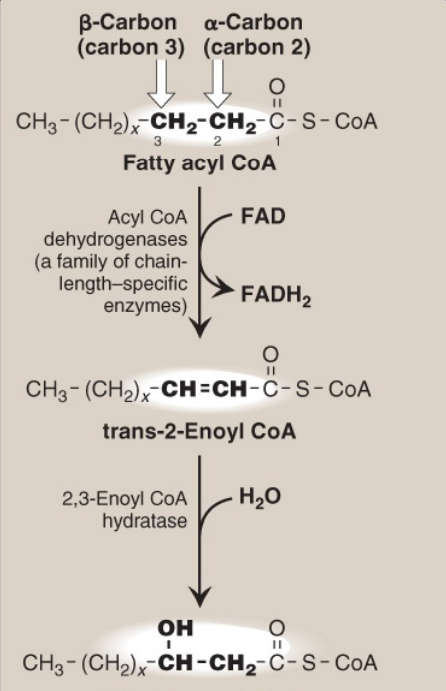 β-Carbon α-Carbon
(carbon 3) (carbon 2)
O
CH₃-(CH₂)ₓ-CH₂-CH₂-C-S-CoA
3 2 1
Fatty acyl CoA
Acyl CoA
dehydrogenases
(a family of chain-
length–specific
enzymes)
FAD
FADH₂
O
CH₃-(CH₂)ₓ-CH=CH-C-S-CoA
trans-2-Enoyl CoA
2,3-Enoyl CoA
hydratase
H₂O
OH O
CH₃-(CH₂)ₓ-CH-CH₂-C-S-CoA